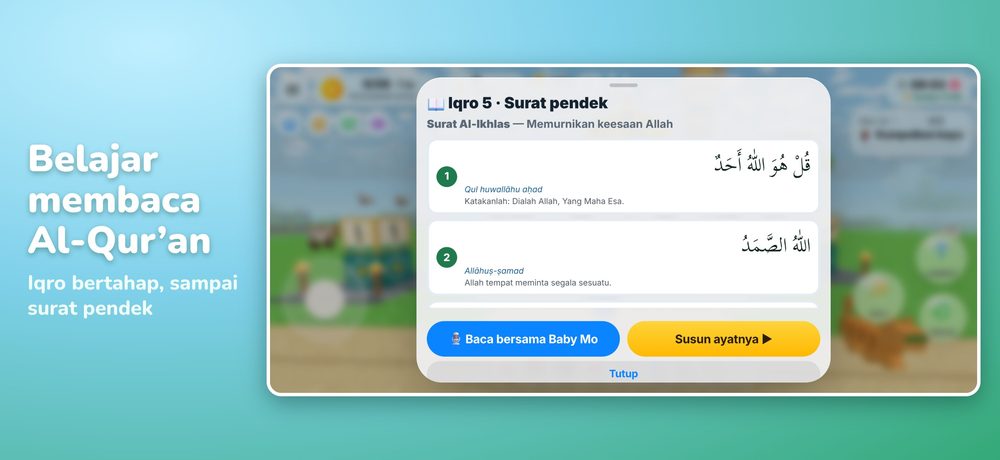 Belajar
membaca
Al-Qur’an
Iqro bertahap, sampai
surat pendek
Iqro 5 · Surat pendek
Surat Al-Ikhlas — Memurnikan keesaan Allah
1
قُلْ هُوَ اللّٰهُ أَحَدٌ
Qul huwallāhu aḥad
Katakanlah: Dialah Allah, Yang Maha Esa.
2
اللّٰهُ الصَّمَدُ
Allāhuṣ-ṣamad
Allah tempat meminta segala sesuatu.
Baca bersama Baby Mo
Susun ayatnya ▶
Tutup